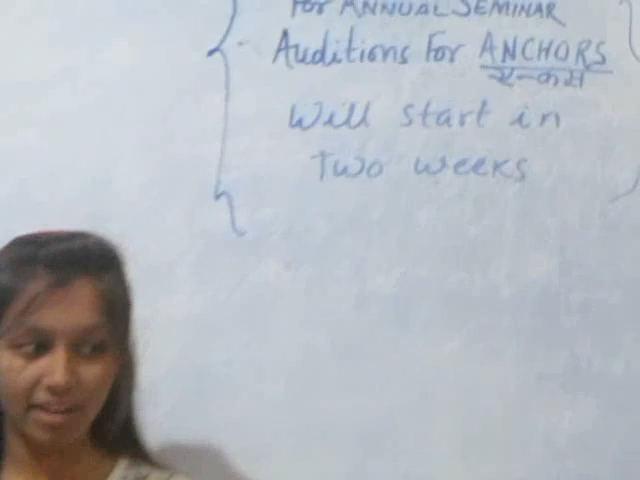 For ANNUAL SEMINAR
Auditions For ANCHORS
Will start in
Two weeks